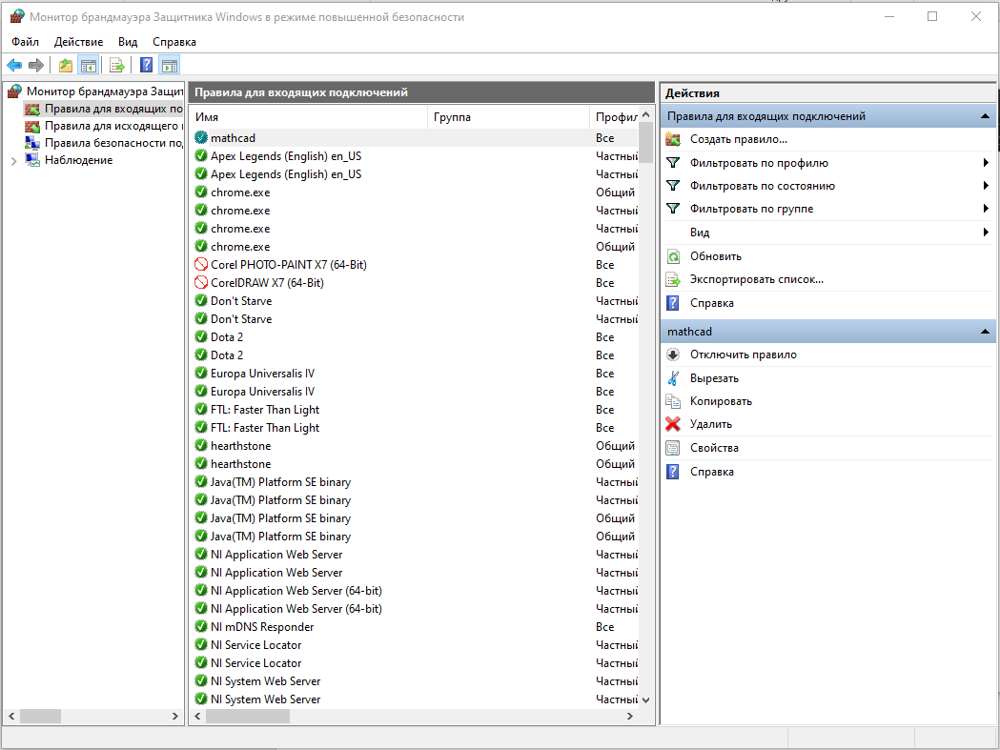 Монитор брандмауэра Защитника Windows в режиме повышенной безопасности
Файл Действие Вид Справка
Монитор брандмауэра Защит
Правила для входящих по
Правила для исходящего
Правила безопасности по
Наблюдение
Правила для входящих подключений
Имя Группа Профил
mathcad Все
Apex Legends (English) en_US Частный
Apex Legends (English) en_US Частный
chrome.exe Общий
chrome.exe Частный
chrome.exe Частный
chrome.exe Общий
Corel PHOTO-PAINT X7 (64-Bit) Все
CorelDRAW X7 (64-Bit) Все
Don't Starve Частный
Don't Starve Частный
Dota 2 Все
Dota 2 Все
Europa Universalis IV Все
Europa Universalis IV Все
FTL: Faster Than Light Все
FTL: Faster Than Light Все
hearthstone Общий
hearthstone Общий
Java(TM) Platform SE binary Частный
Java(TM) Platform SE binary Частный
Java(TM) Platform SE binary Общий
Java(TM) Platform SE binary Общий
NI Application Web Server Частный
NI Application Web Server Частный
NI Application Web Server (64-bit) Частный
NI Application Web Server (64-bit) Частный
NI mDNS Responder Все
NI Service Locator Частный
NI Service Locator Частный
NI System Web Server Частный
NI System Web Server Частный
Действия
Правила для входящих подключений
Создать правило...
Фильтровать по профилю
Фильтровать по состоянию
Фильтровать по группе
Вид
Обновить
Экспортировать список...
Справка
mathcad
Отключить правило
Вырезать
Копировать
Удалить
Свойства
Справка